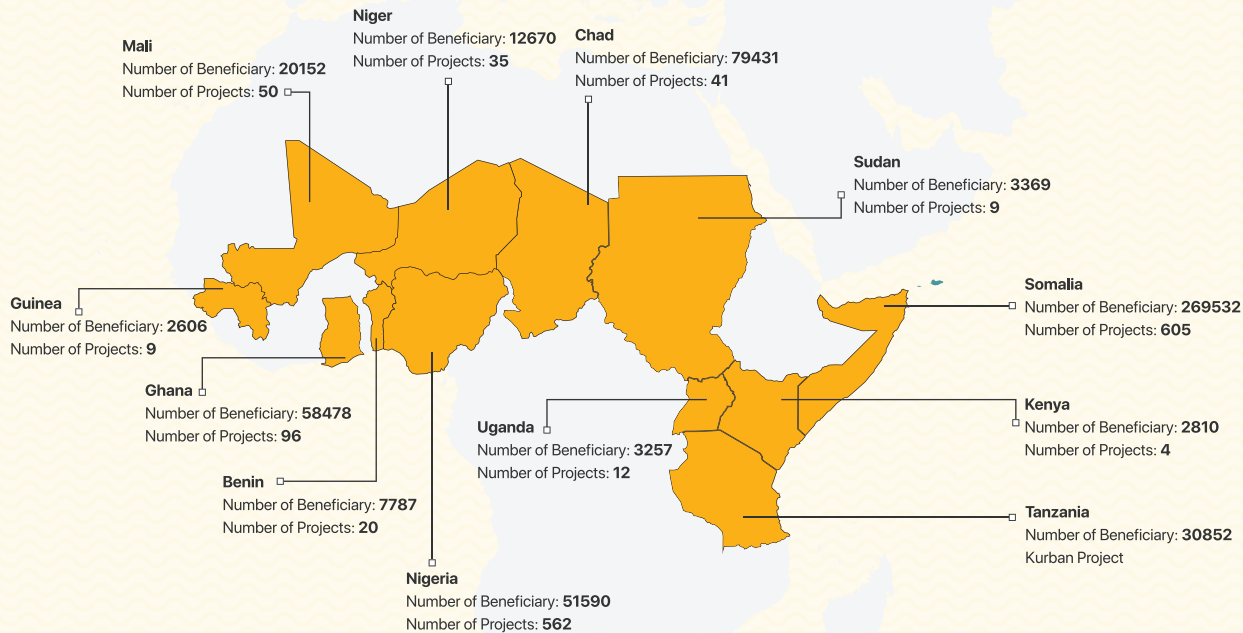 Mali
Number of Beneficiary: 20152
Number of Projects: 50
Niger
Number of Beneficiary: 12670
Number of Projects: 35
Chad
Number of Beneficiary: 79431
Number of Projects: 41
Sudan
Number of Beneficiary: 3369
Number of Projects: 9
Guinea
Number of Beneficiary: 2606
Number of Projects: 9
Somalia
Number of Beneficiary: 269532
Number of Projects: 605
Ghana
Number of Beneficiary: 58478
Number of Projects: 96
Uganda
Number of Beneficiary: 3257
Number of Projects: 12
Kenya
Number of Beneficiary: 2810
Number of Projects: 4
Benin
Number of Beneficiary: 7787
Number of Projects: 20
Tanzania
Number of Beneficiary: 30852
Kurban Project
Nigeria
Number of Beneficiary: 51590
Number of Projects: 562